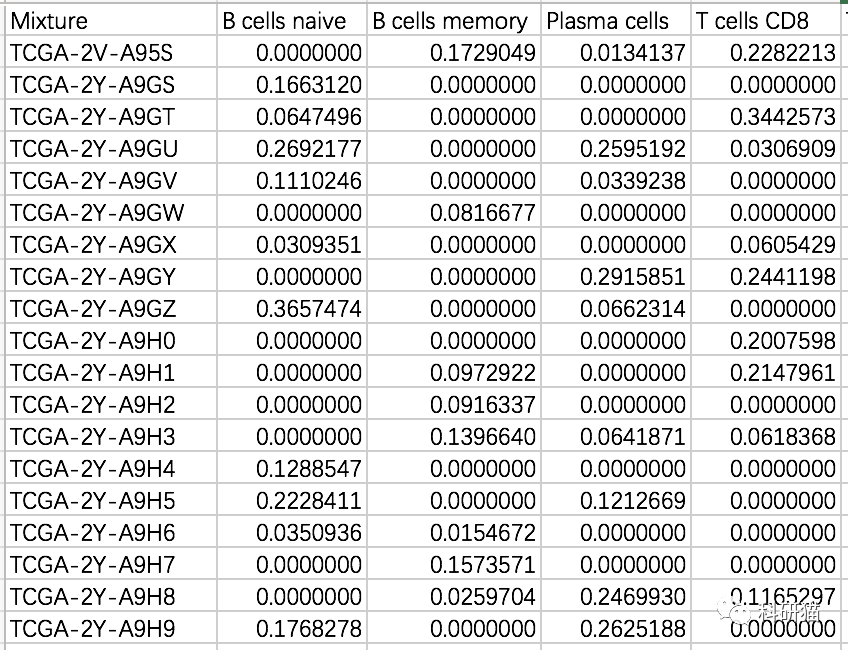 Mixture B cells naive B cells memory Plasma cells T cells CD8
TCGA-2V-A95S 0.0000000 0.1729049 0.0134137 0.2282213
TCGA-2Y-A9GS 0.1663120 0.0000000 0.0000000 0.0000000
TCGA-2Y-A9GT 0.0647496 0.0000000 0.0000000 0.3442573
TCGA-2Y-A9GU 0.2692177 0.0000000 0.2595192 0.0306909
TCGA-2Y-A9GV 0.1110246 0.0000000 0.0339238 0.0000000
TCGA-2Y-A9GW 0.0000000 0.0816677 0.0000000 0.0000000
TCGA-2Y-A9GX 0.0309351 0.0000000 0.0000000 0.0605429
TCGA-2Y-A9GY 0.0000000 0.0000000 0.2915851 0.2441198
TCGA-2Y-A9GZ 0.3657474 0.0000000 0.0662314 0.0000000
TCGA-2Y-A9H0 0.0000000 0.0000000 0.0000000 0.2007598
TCGA-2Y-A9H1 0.0000000 0.0972922 0.0000000 0.2147961
TCGA-2Y-A9H2 0.0000000 0.0916337 0.0000000 0.0000000
TCGA-2Y-A9H3 0.0000000 0.1396640 0.0641871 0.0618368
TCGA-2Y-A9H4 0.1288547 0.0000000 0.0000000 0.0000000
TCGA-2Y-A9H5 0.2228411 0.0000000 0.1212669 0.0000000
TCGA-2Y-A9H6 0.0350936 0.0154672 0.0000000 0.0000000
TCGA-2Y-A9H7 0.0000000 0.1573571 0.0000000 0.0000000
TCGA-2Y-A9H8 0.0000000 0.0259704 0.2469930 0.1165297
科研猫
TCGA-2Y-A9H9 0.1768278 0.0000000 0.2625188 0.0000000